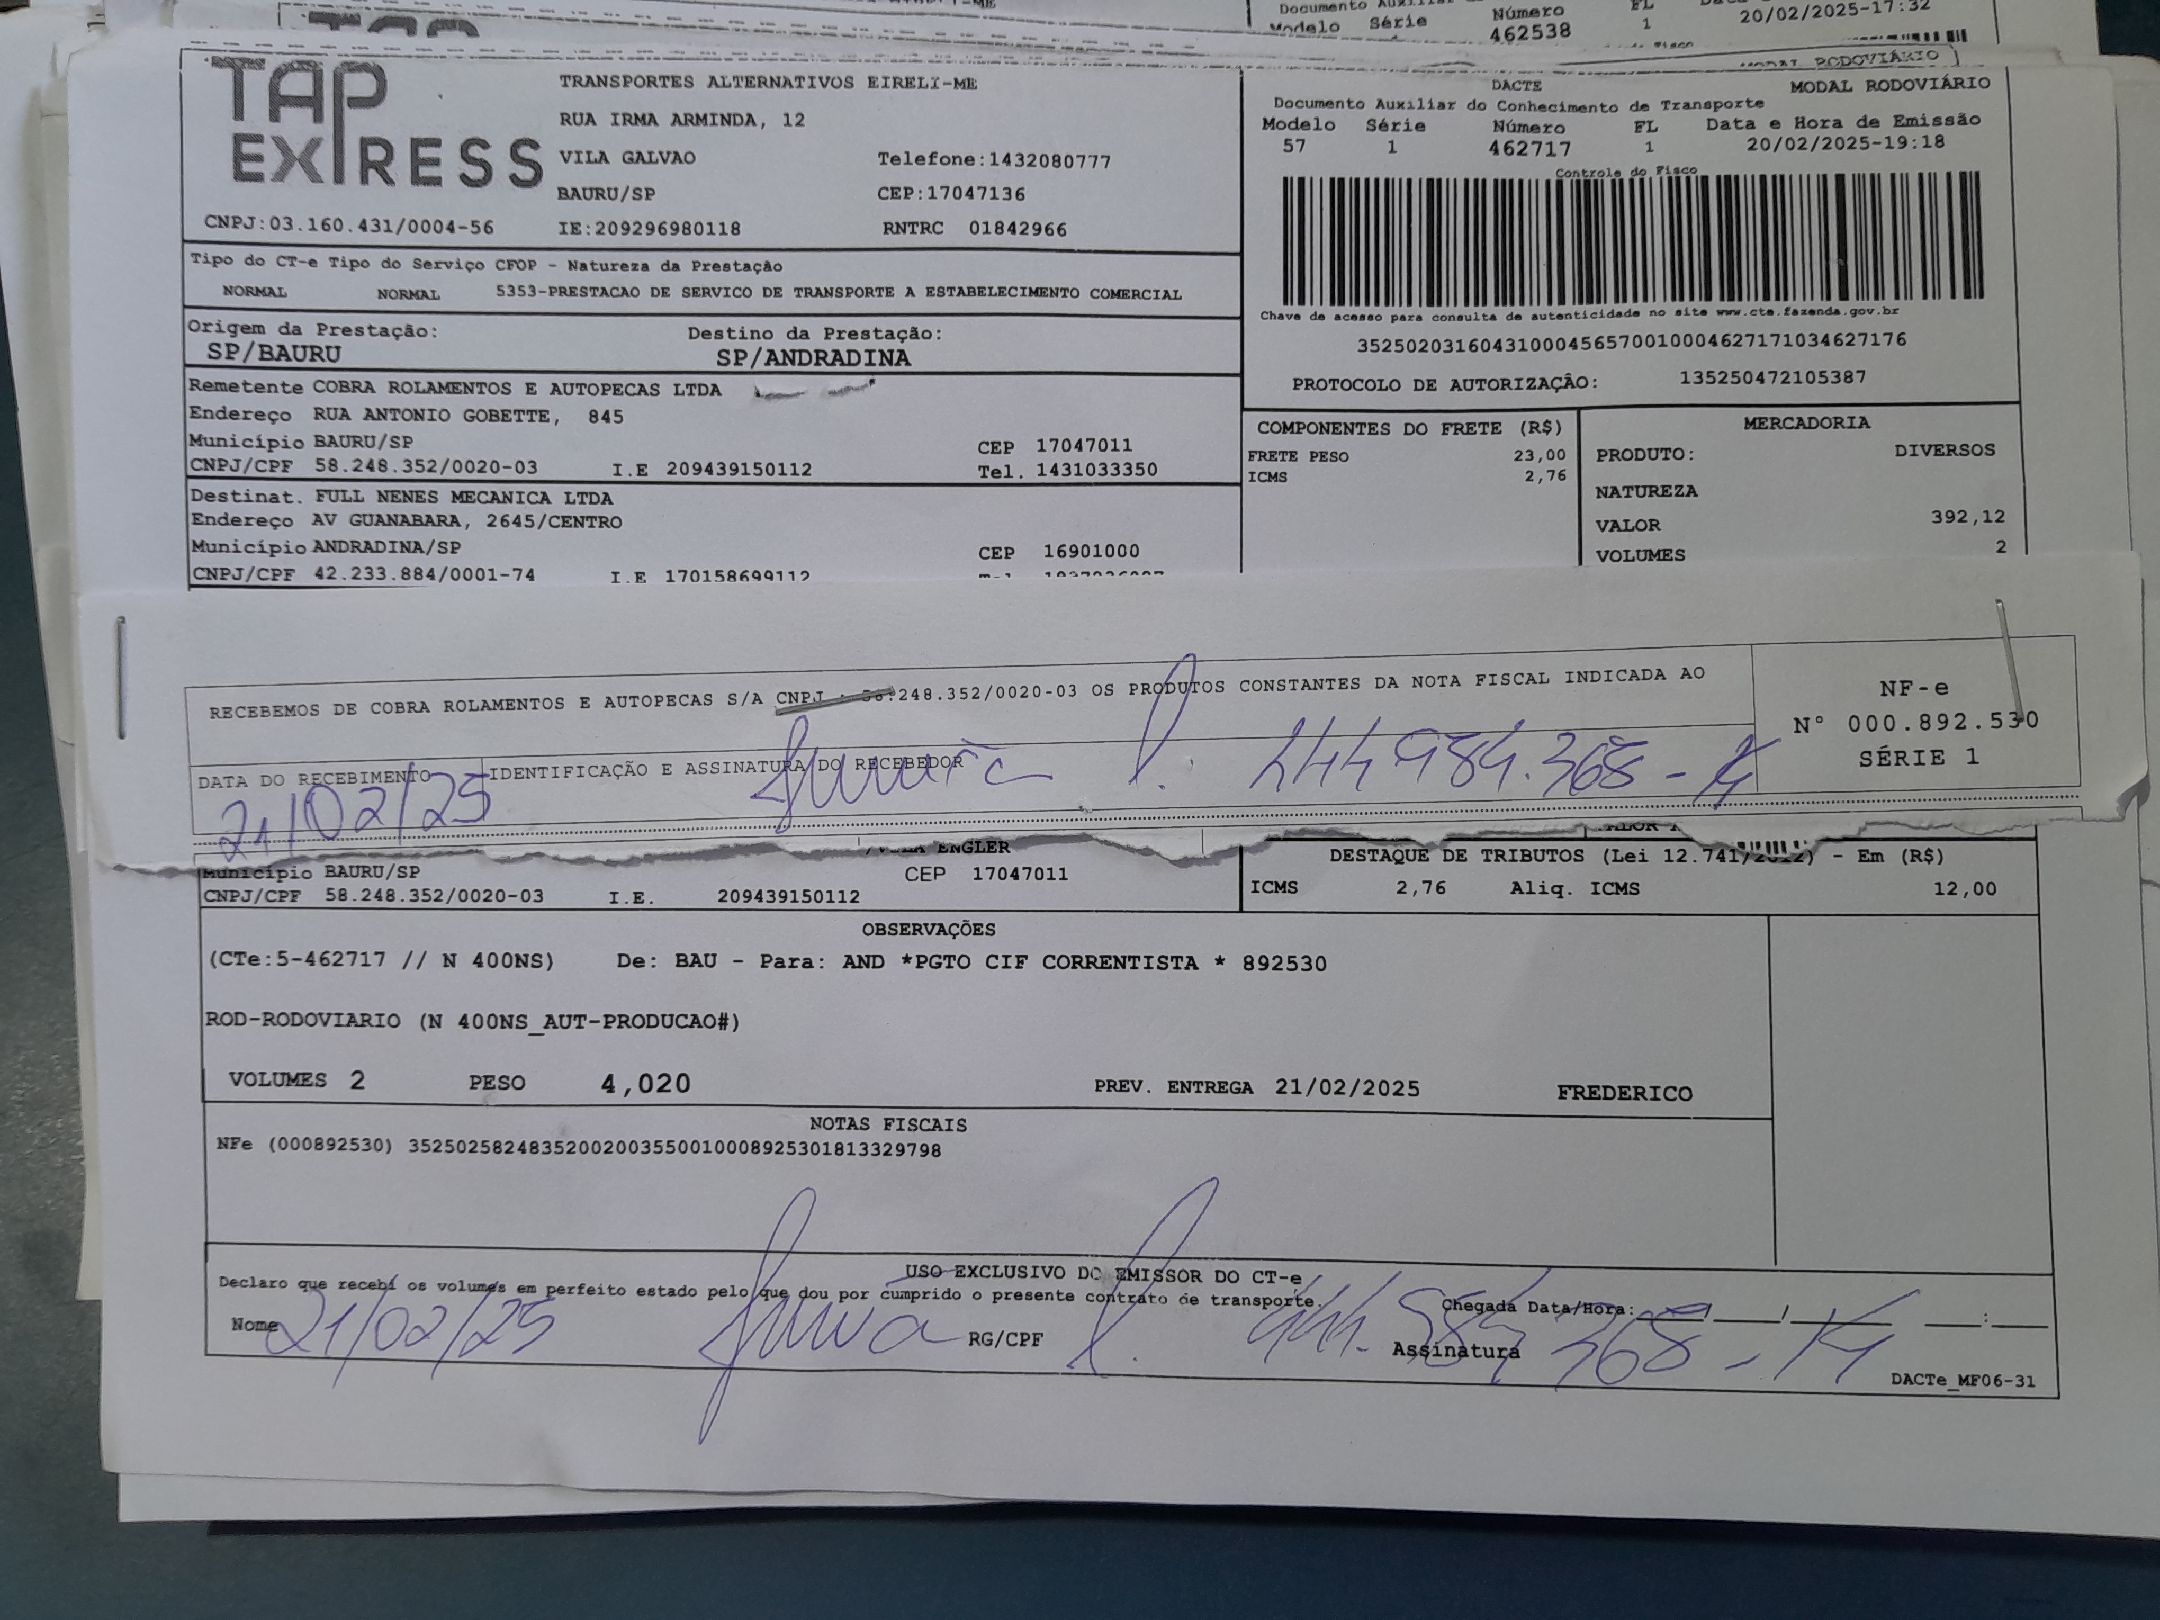 Documento
Modelo Série Número FL
462538 1 20/02/2025-17:32
MODAL RODOVIÁRIO
TAP EXPRESS
TRANSPORTES ALTERNATIVOS EIRELI-ME
RUA IRMA ARMINDA, 12
VILA GALVAO Telefone:1432080777
BAURU/SP CEP:17047136
CNPJ:03.160.431/0004-56 IE:209296980118 RNTRC 01842966
DACTE MODAL RODOVIÁRIO
Documento Auxiliar do Conhecimento de Transporte
Modelo Série Número FL Data e Hora de Emissão
57 1 462717 1 20/02/2025-19:18
Controle do Fisco
Chave de acesso para consulta de autenticidade no site www.cte.fazenda.gov.br
35250203160431000456570010004627171034627176
PROTOCOLO DE AUTORIZAÇÃO: 135250472105387
Tipo do CT-e Tipo do Serviço CFOP - Natureza da Prestação
NORMAL NORMAL 5353-PRESTACAO DE SERVICO DE TRANSPORTE A ESTABELECIMENTO COMERCIAL
Origem da Prestação: Destino da Prestação:
SP/BAURU SP/ANDRADINA
Remetente COBRA ROLAMENTOS E AUTOPECAS LTDA
Endereço RUA ANTONIO GOBETTE, 845
Município BAURU/SP CEP 17047011
CNPJ/CPF 58.248.352/0020-03 I.E 209439150112 Tel. 1431033350
Destinat. FULL NENES MECANICA LTDA
Endereço AV GUANABARA, 2645/CENTRO
Município ANDRADINA/SP CEP 16901000
CNPJ/CPF 42.233.884/0001-74 I.E 170158699112
COMPONENTES DO FRETE (R$)
FRETE PESO 23,00
ICMS 2,76
MERCADORIA
PRODUTO: DIVERSOS
NATUREZA
VALOR 392,12
VOLUMES 2
RECEBEMOS DE COBRA ROLAMENTOS E AUTOPECAS S/A CNPJ : 58.248.352/0020-03 OS PRODUTOS CONSTANTES DA NOTA FISCAL INDICADA AO
DATA DO RECEBIMENTO IDENTIFICAÇÃO E ASSINATURA DO RECEBEDOR
21/02/25
NF-e
N° 000.892.530
SÉRIE 1
ENGLER
Município BAURU/SP CEP 17047011
CNPJ/CPF 58.248.352/0020-03 I.E. 209439150112
DESTAQUE DE TRIBUTOS (Lei 12.741/2012) - Em (R$)
ICMS 2,76 Aliq. ICMS 12,00
OBSERVAÇÕES
(CTe:5-462717 // N 400NS) De: BAU - Para: AND *PGTO CIF CORRENTISTA * 892530
ROD-RODOVIARIO (N 400NS_AUT-PRODUCAO#)
VOLUMES 2 PESO 4,020 PREV. ENTREGA 21/02/2025 FREDERICO
NOTAS FISCAIS
NFe (000892530) 35250258248352002003550010008925301813329798
USO EXCLUSIVO DO EMISSOR DO CT-e
Declaro que recebi os volumes em perfeito estado pelo que dou por cumprido o presente contrato de transporte.
Chegada Data/Hora: / / :
Nome 21/02/25 RG/CPF Assinatura
DACTe_MF06-31